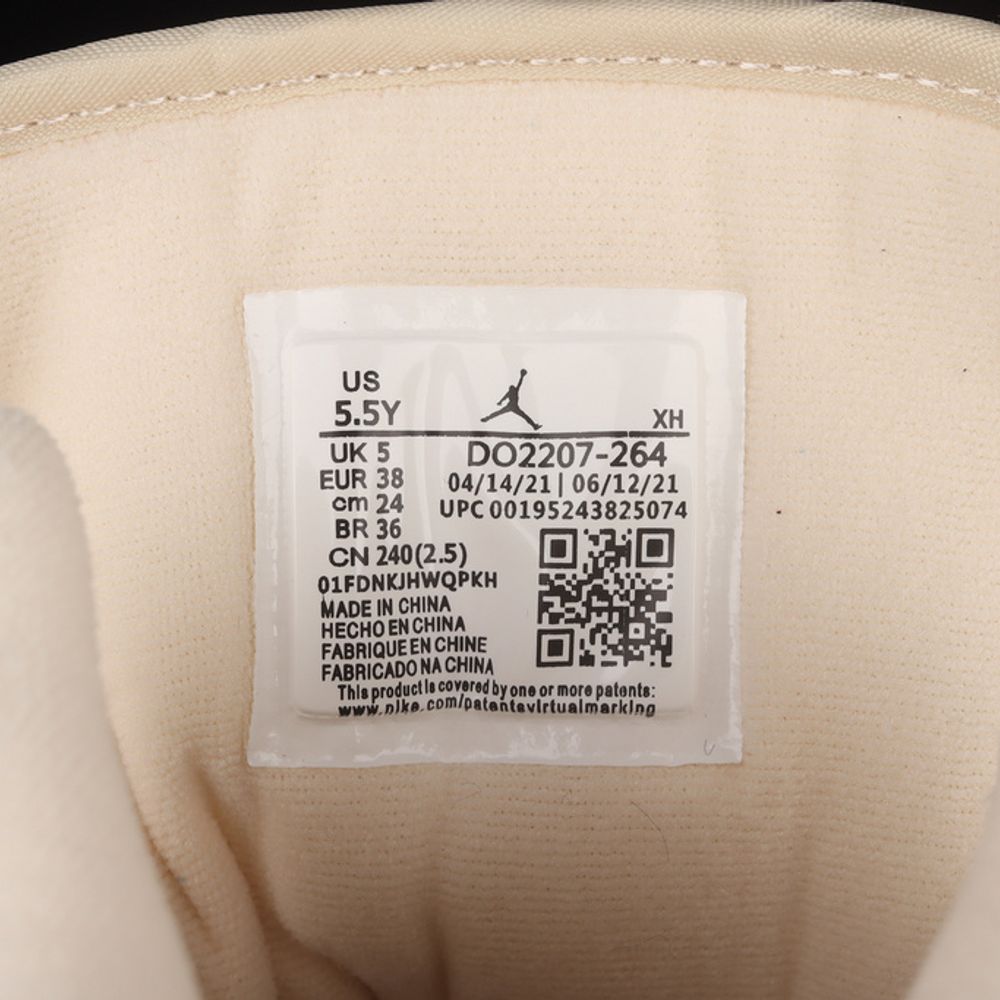 US
5.5Y
XH
UK 5
EUR 38
cm 24
BR 36
CN 240(2.5)
DO2207-264
04/14/21 | 06/12/21
UPC 00195243825074
01FDNKJHWQPKH
MADE IN CHINA
HECHO EN CHINA
FABRIQUE EN CHINE
FABRICADO NA CHINA
This product is covered by one or more patents:
www.nike.com/patentsvirtualmarking